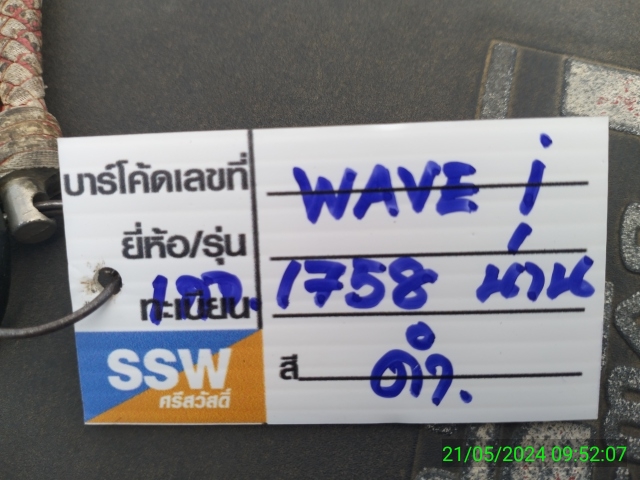 บาร์โค้ดเลขที่ WAVE i
ยี่ห้อ/รุ่น
ทะเบียน 1758 น่าน
สี ดำ.
SSW
ศรีสวัสดิ์
21/05/2024 09:52:07